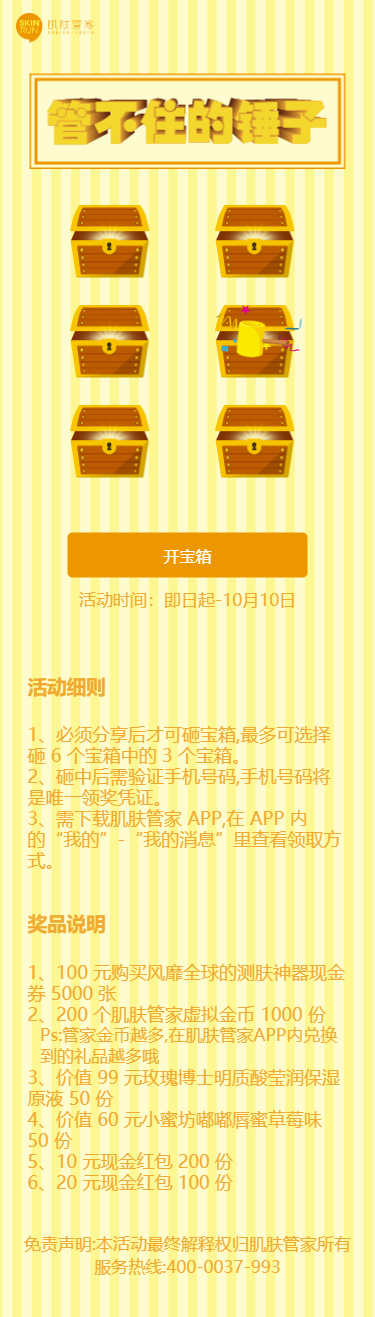 SKIN
RUN
肌肤管家
管不住的锤子
开宝箱
活动时间：即日起-10月10日
活动细则
1、必须分享后才可砸宝箱,最多可选择
砸 6 个宝箱中的 3 个宝箱。
2、砸中后需验证手机号码,手机号码将
是唯一领奖凭证。
3、需下载肌肤管家 APP,在 APP 内
的“我的”-“我的消息”里查看领取方
式。
奖品说明
1、100 元购买风靡全球的测肤神器现金
券 5000 张
2、200 个肌肤管家虚拟金币 1000 份
Ps:管家金币越多,在肌肤管家APP内兑换
到的礼品越多哦
3、价值 99 元玫瑰博士明质酸莹润保湿
原液 50 份
4、价值 60 元小蜜坊嘟嘟唇蜜草莓味
50 份
5、10 元现金红包 200 份
6、20 元现金红包 100 份
免责声明:本活动最终解释权归肌肤管家所有
服务热线:400-0037-993